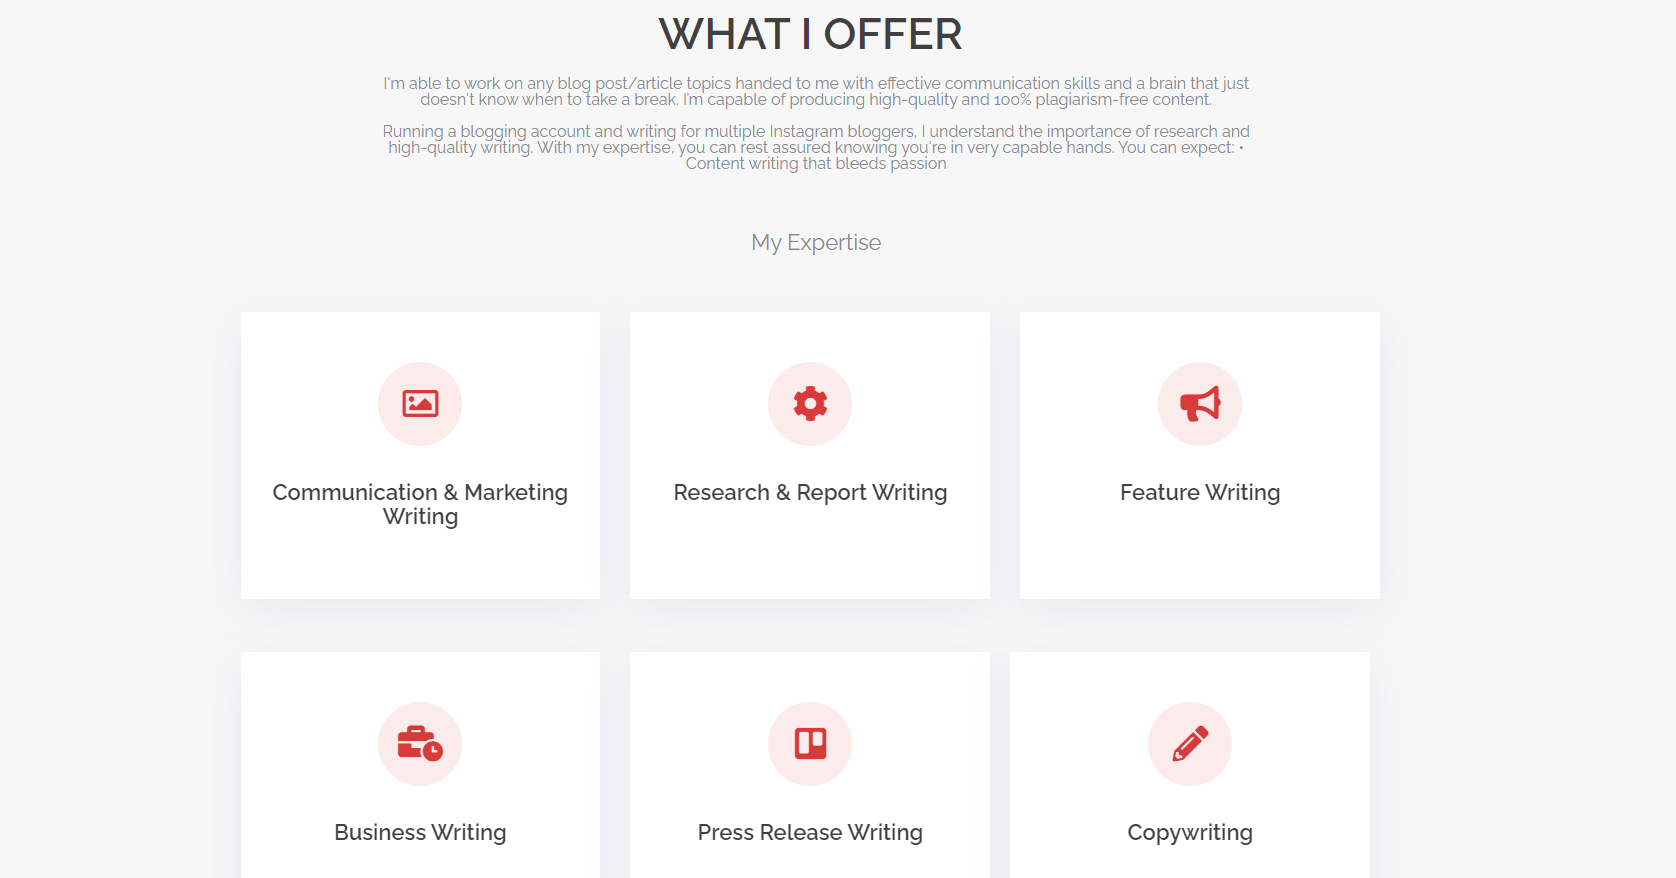 WHAT I OFFER
I'm able to work on any blog post/article topics handed to me with effective communication skills and a brain that just
doesn't know when to take a break. I'm capable of producing high-quality and 100% plagiarism-free content.
Running a blogging account and writing for multiple Instagram bloggers, I understand the importance of research and
high-quality writing. With my expertise, you can rest assured knowing you're in very capable hands. You can expect: •
Content writing that bleeds passion
My Expertise
Communication & Marketing
Writing
Research & Report Writing
Feature Writing
Business Writing
Press Release Writing
Copywriting